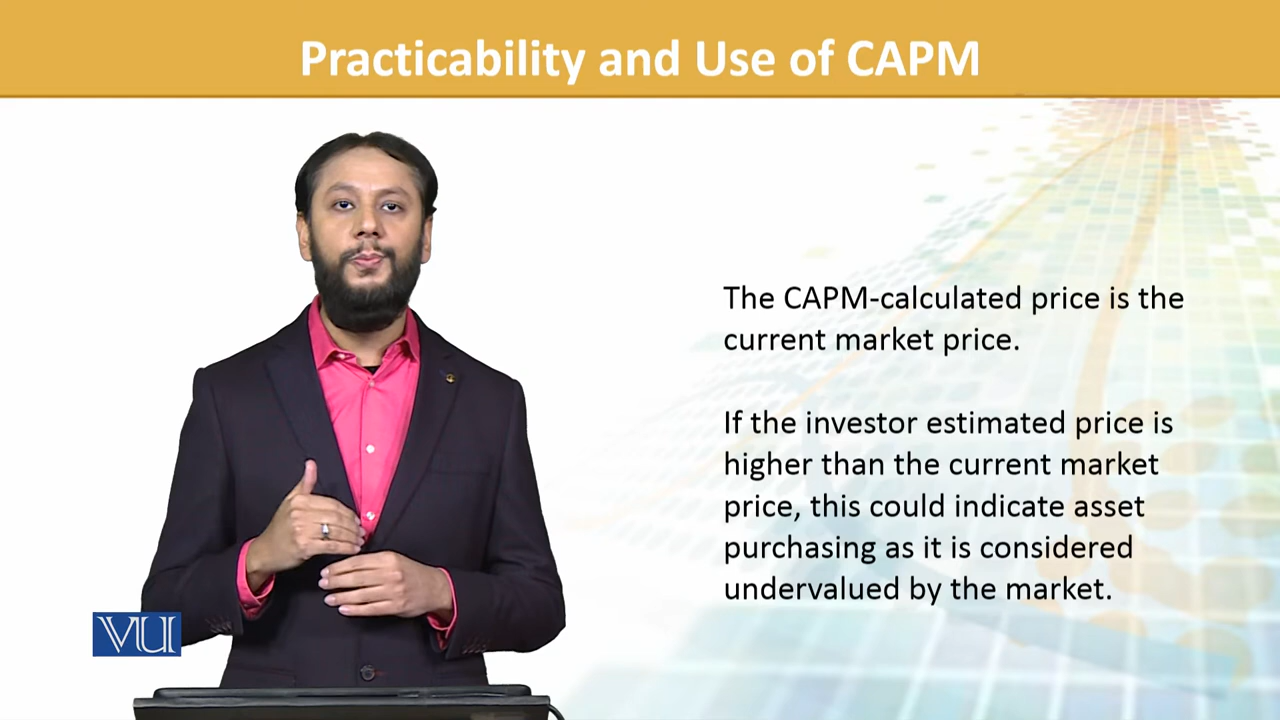 Practicability and Use of CAPM
The CAPM-calculated price is the
current market price.
If the investor estimated price is
higher than the current market
price, this could indicate asset
purchasing as it is considered
undervalued by the market.
VU